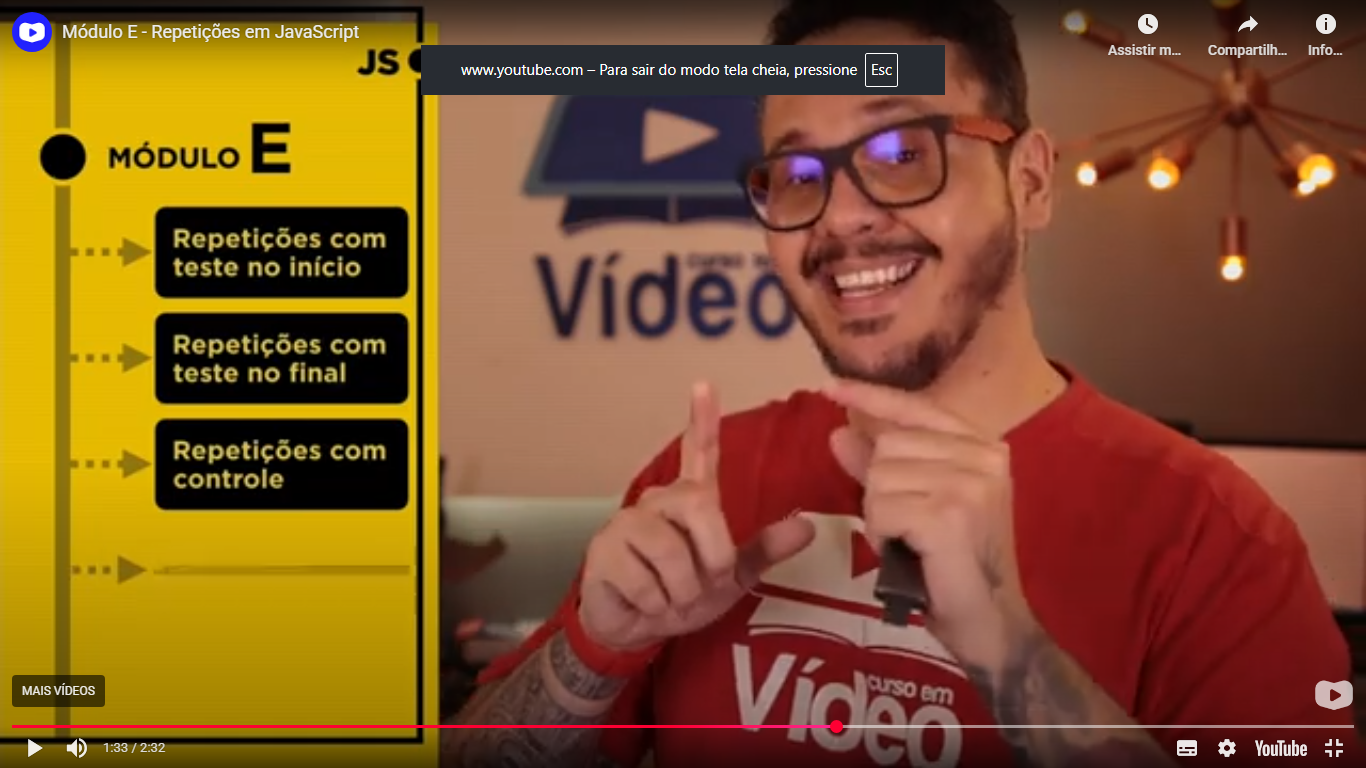 Módulo E - Repetições em JavaScript
Assistir m...
Compartilh...
Info...
JS
www.youtube.com – Para sair do modo tela cheia, pressione Esc
MÓDULO E
Repetições com
teste no início
Repetições com
teste no final
Repetições com
controle
Vídeo
curso em
Vídeo
MAIS VÍDEOS
1:33 / 2:32
YouTube